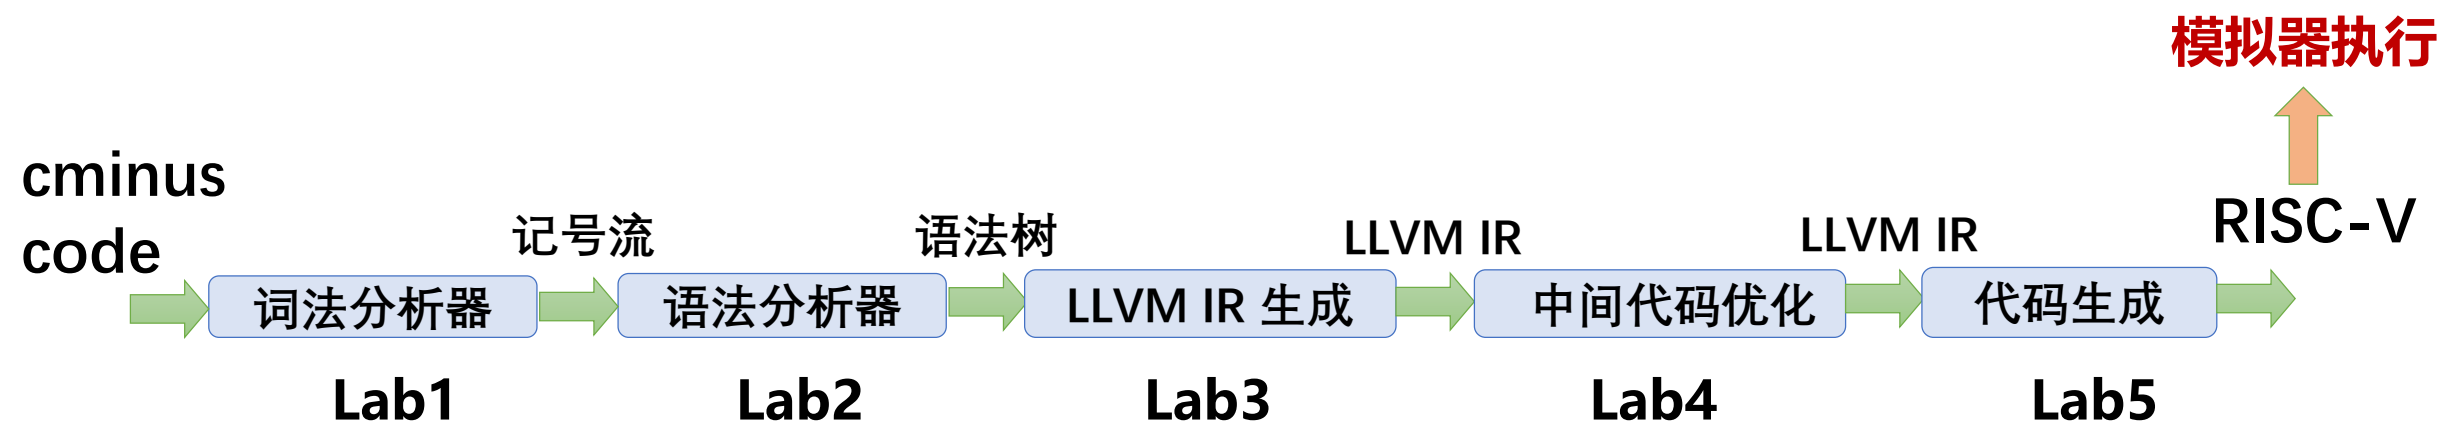 模拟器执行
cminus
code
记号流
语法树
LLVM IR
LLVM IR
RISC-V
词法分析器
语法分析器
LLVM IR 生成
中间代码优化
代码生成
Lab1
Lab2
Lab3
Lab4
Lab5